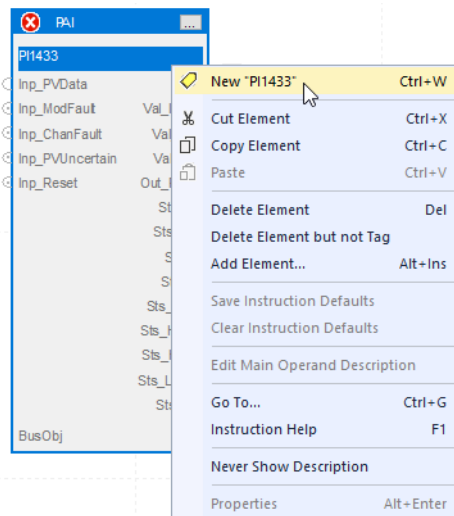 PAI ...
PI1433
Inp_PVData
Inp_ModFault
Inp_ChanFault
Inp_PVUncertain
Inp_Reset
BusObj
New "PI1433" Ctrl+W
Cut Element Ctrl+X
Copy Element Ctrl+C
Paste Ctrl+V
Delete Element Del
Delete Element but not Tag
Add Element... Alt+Ins
Save Instruction Defaults
Clear Instruction Defaults
Edit Main Operand Description
Go To... Ctrl+G
Instruction Help F1
Never Show Description
Properties Alt+Enter